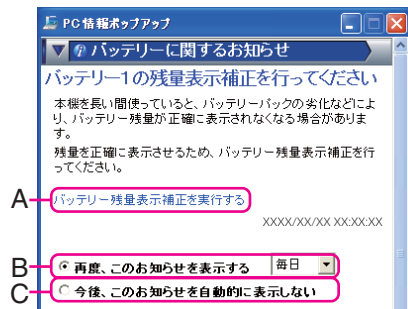 PC情報ポップアップ
バッテリーに関するお知らせ
バッテリー1の残量表示補正を行ってください
本機を長い間使っていると、バッテリーパックの劣化などによ
り、バッテリー残量が正確に表示されなくなる場合がありま
す。
残量を正確に表示させるため、バッテリー残量表示補正を行
ってください。
A バッテリー残量表示補正を実行する
XXXX/XX/XX XX:XX:XX
B 再度、このお知らせを表示する 毎日
C 今後、このお知らせを自動的に表示しない